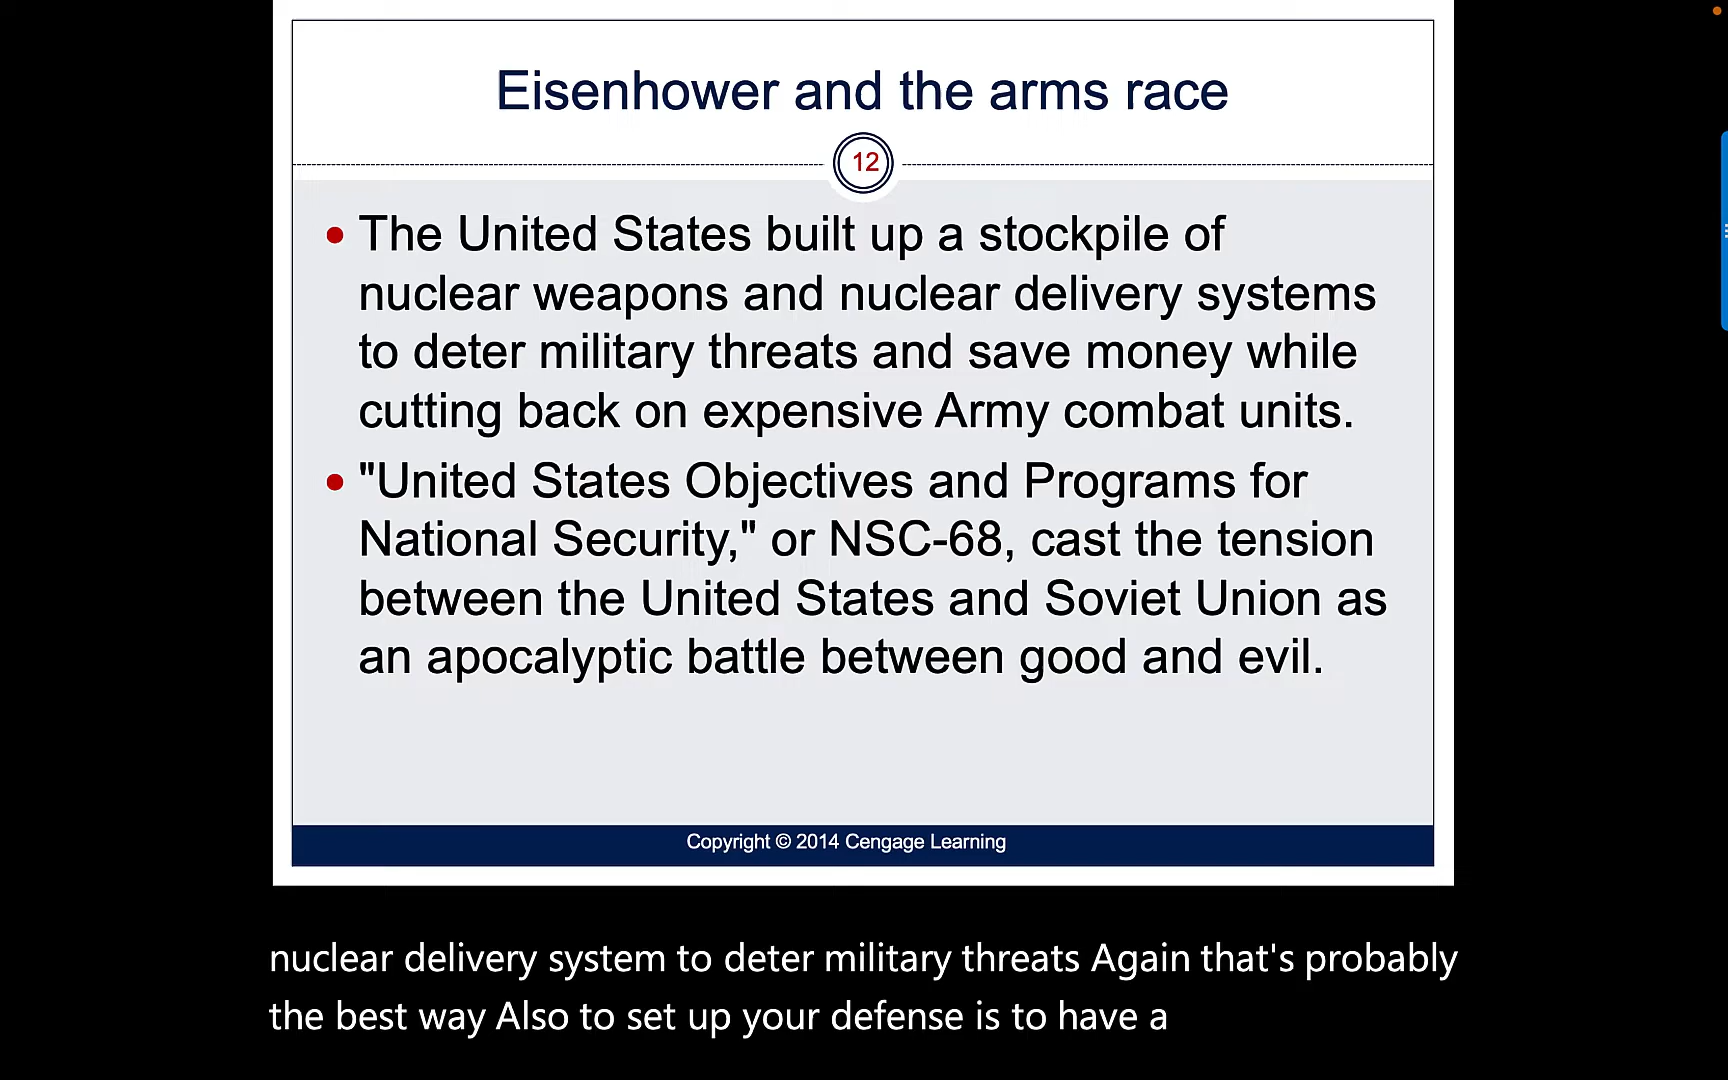 Eisenhower and the arms race
12
• The United States built up a stockpile of
nuclear weapons and nuclear delivery systems
to deter military threats and save money while
cutting back on expensive Army combat units.
• "United States Objectives and Programs for
National Security," or NSC-68, cast the tension
between the United States and Soviet Union as
an apocalyptic battle between good and evil.
Copyright © 2014 Cengage Learning
nuclear delivery system to deter military threats Again that's probably
the best way Also to set up your defense is to have a